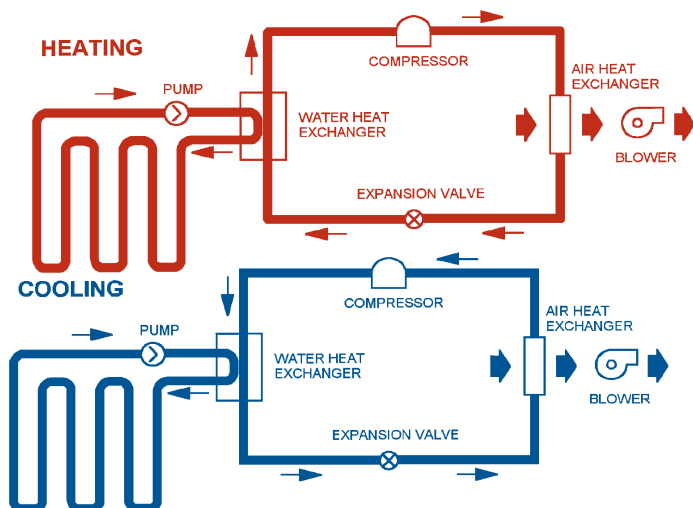 HEATING
COMPRESSOR
PUMP
AIR HEAT
EXCHANGER
WATER HEAT
EXCHANGER
BLOWER
EXPANSION VALVE
COOLING
COMPRESSOR
PUMP
AIR HEAT
EXCHANGER
WATER HEAT
EXCHANGER
BLOWER
EXPANSION VALVE